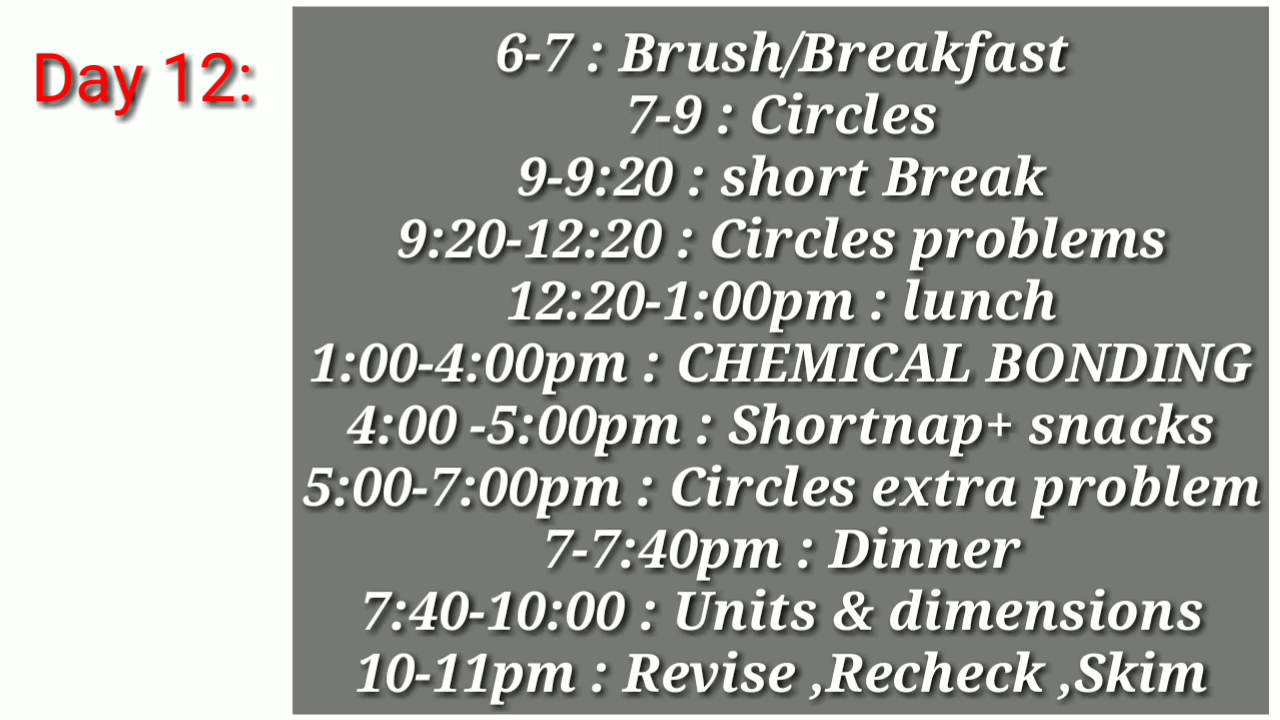 Day 12:
6-7 : Brush/Breakfast
7-9 : Circles
9-9:20 : short Break
9:20-12:20 : Circles problems
12:20-1:00pm : lunch
1:00-4:00pm : CHEMICAL BONDING
4:00 -5:00pm : Shortnap+ snacks
5:00-7:00pm : Circles extra problem
7-7:40pm : Dinner
7:40-10:00 : Units & dimensions
10-11pm : Revise ,Recheck ,Skim